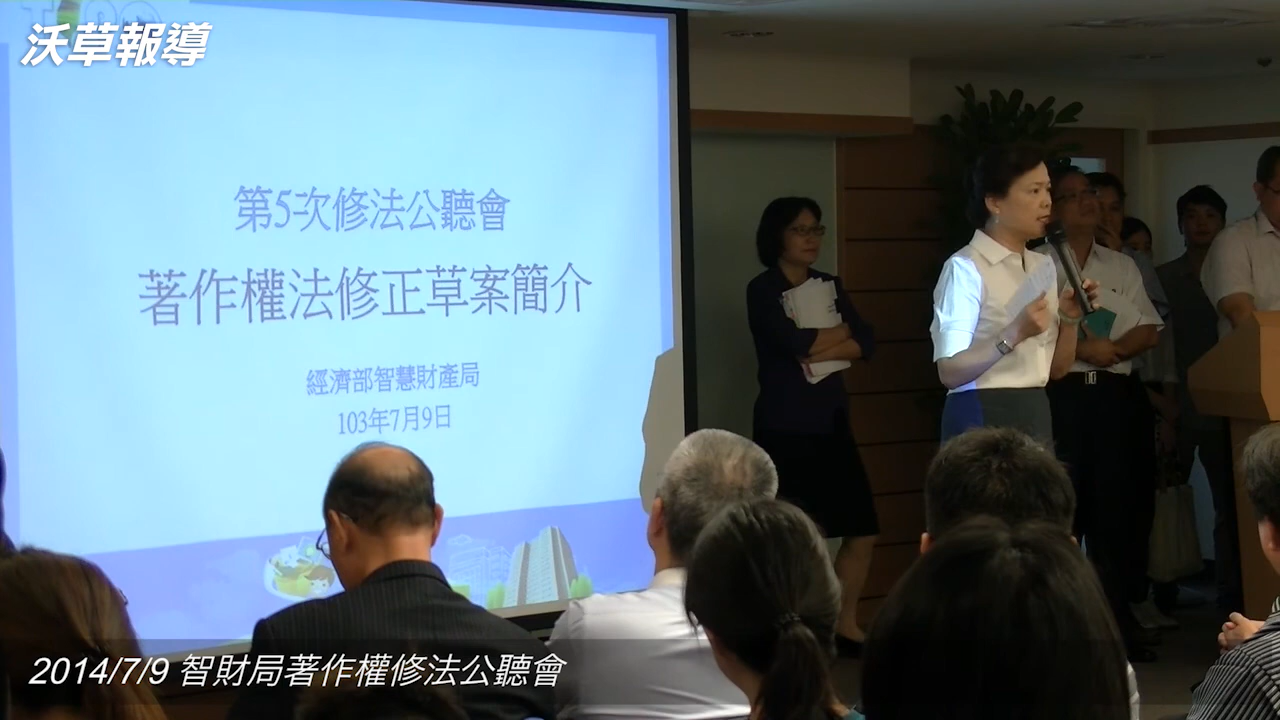 沃草報導
第5次修法公聽會
著作權法修正草案簡介
經濟部智慧財產局
103年7月9日
2014/7/9 智財局著作權修法公聽會